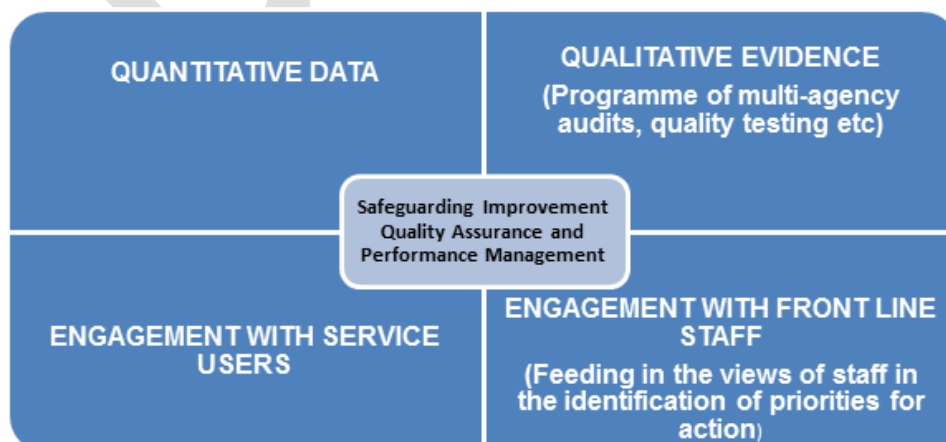 QUANTITATIVE DATA
QUALITATIVE EVIDENCE
(Programme of multi-agency
audits, quality testing etc)
Safeguarding Improvement
Quality Assurance and
Performance Management
ENGAGEMENT WITH SERVICE
USERS
ENGAGEMENT WITH FRONT LINE
STAFF
(Feeding in the views of staff in
the identification of priorities for
action)